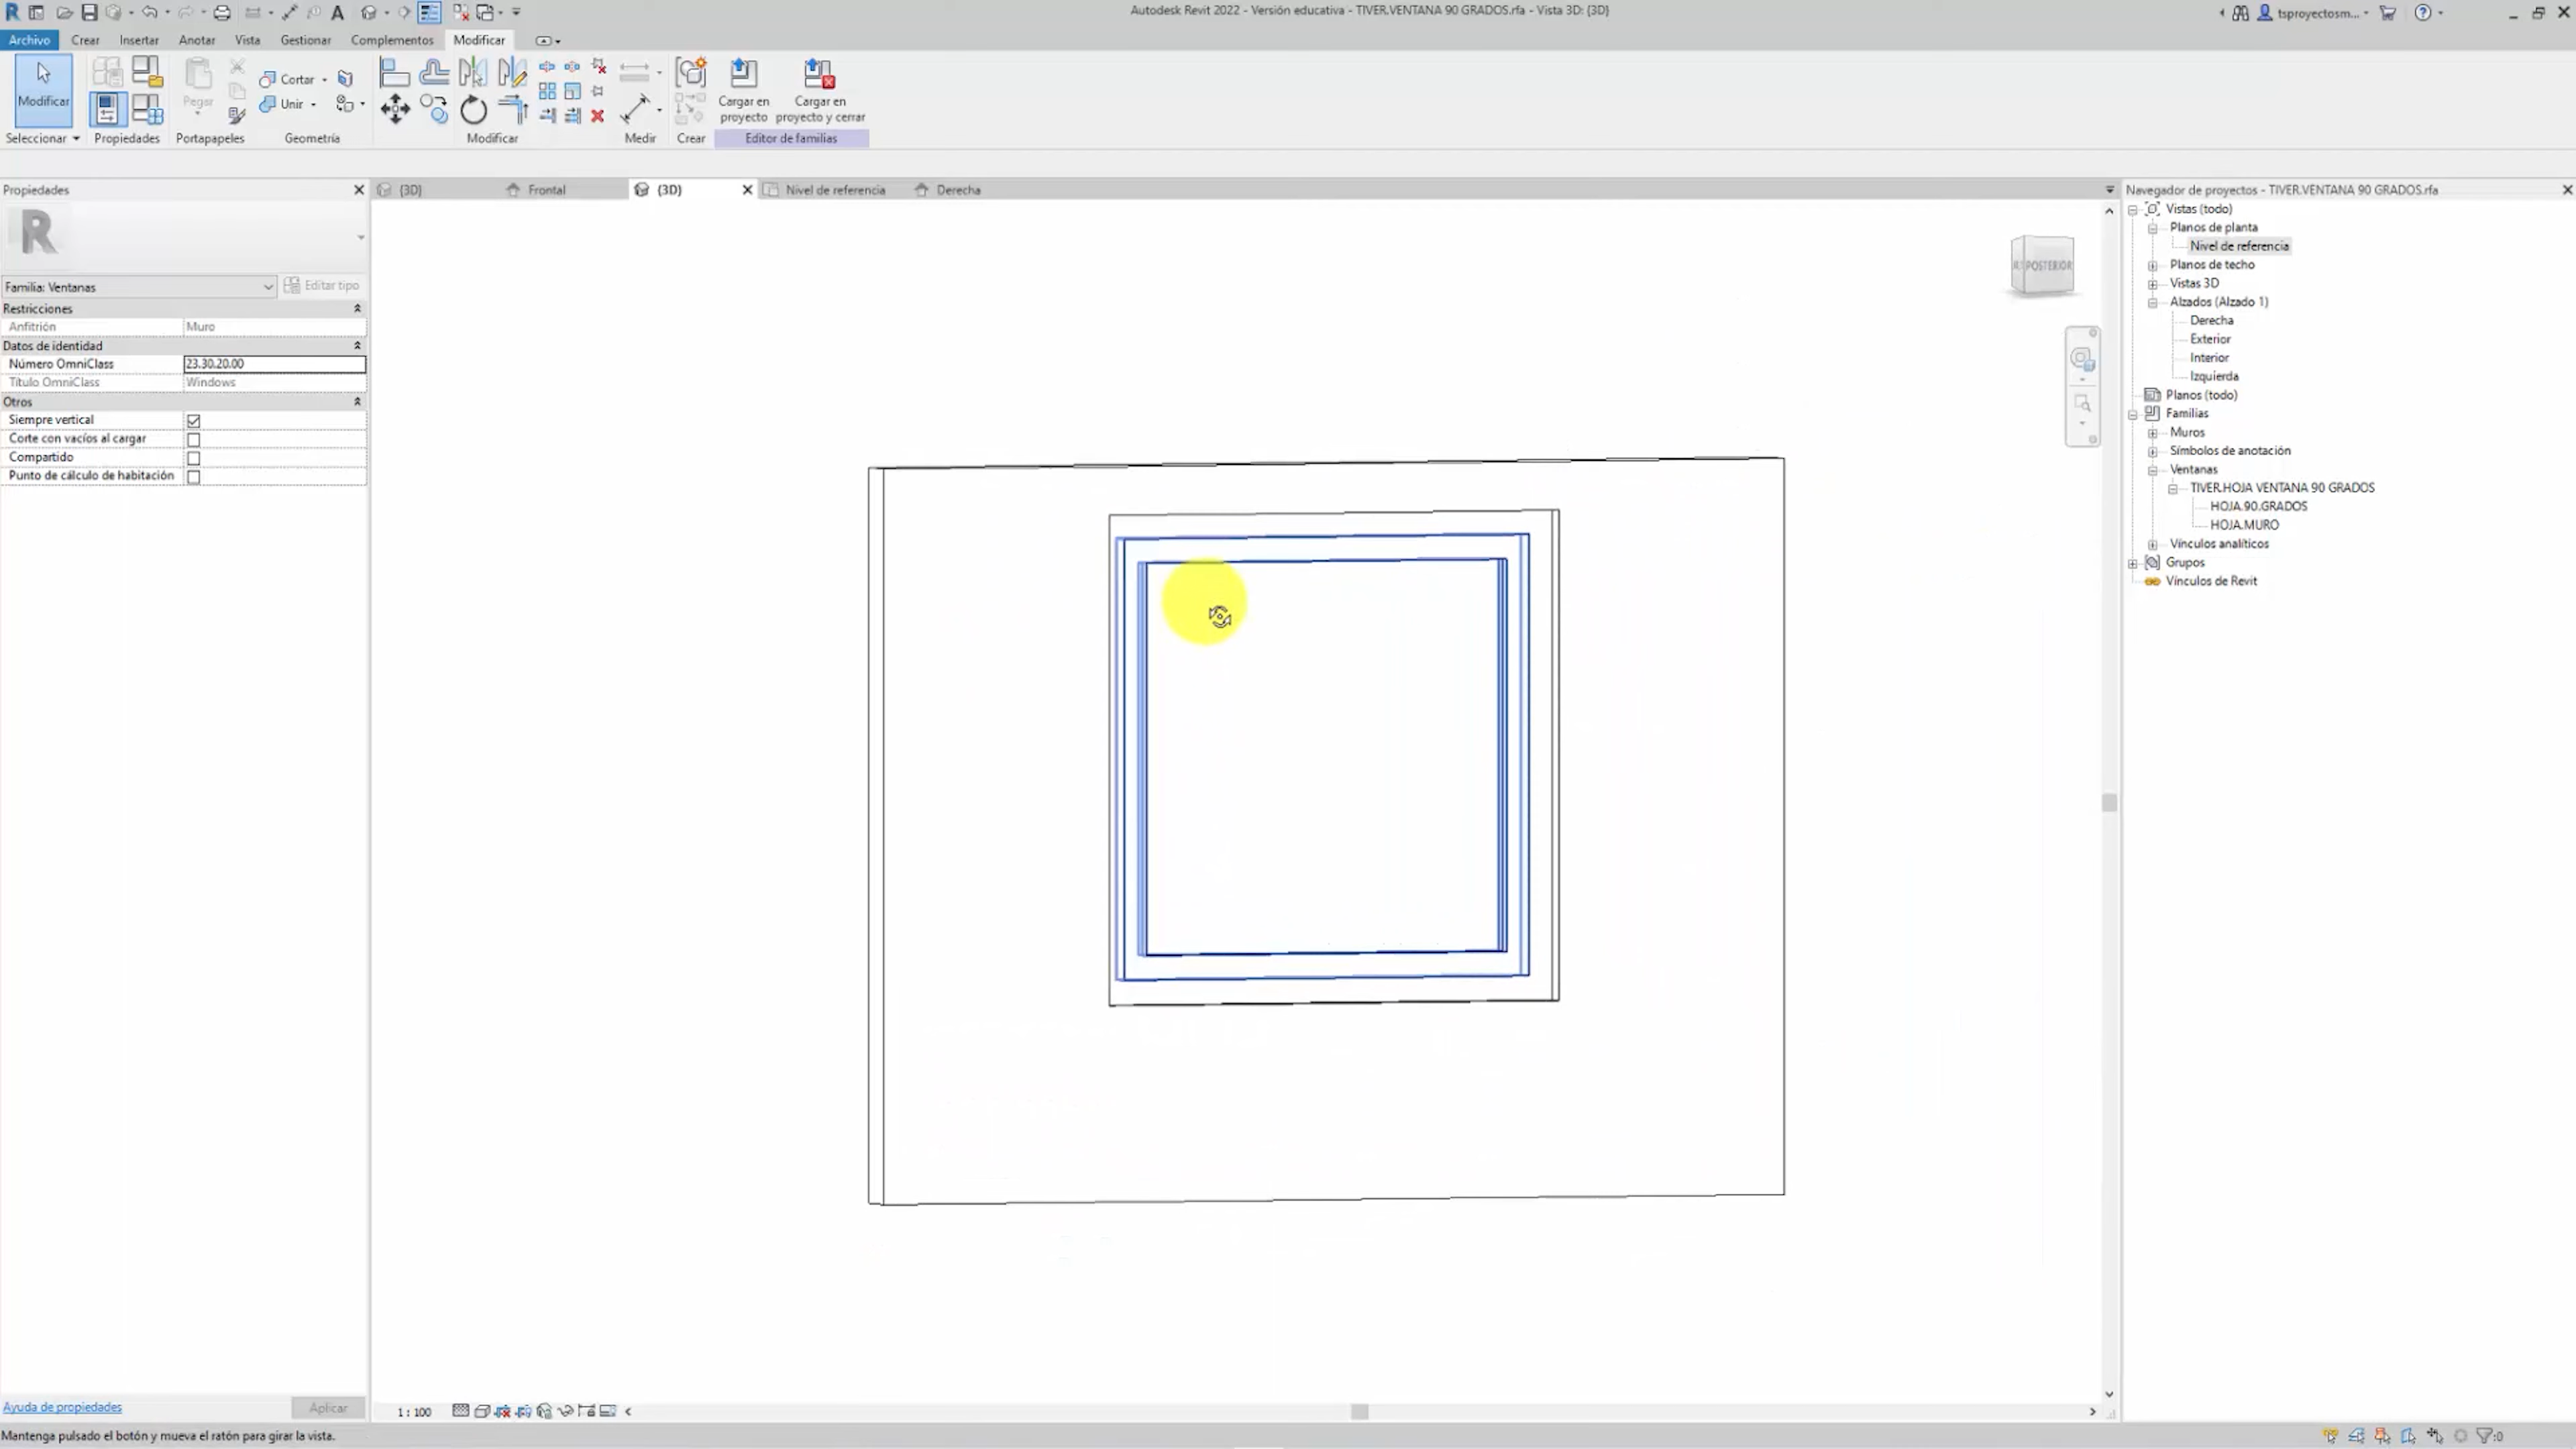 Autodesk Revit 2022 - Versión educativa - TIVER.VENTANA 90 GRADOS.rfa - Vista 3D: {3D}
tsproyectosm...
Archivo Crear Insertar Anotar Vista Gestionar Complementos Modificar
Modificar
Pegar
Cortar
Unir
Cargar en proyecto
Cargar en proyecto y cerrar
Seleccionar Propiedades Portapapeles Geometría Modificar Medir Crear Editor de familias
Propiedades
{3D} Frontal {3D} Nivel de referencia Derecha
Familia: Ventanas
Editar tipo
Restricciones
Anfitrión Muro
Datos de identidad
Número OmniClass 23.30.20.00
Título OmniClass Windows
Otros
Siempre vertical
Corte con vacíos al cargar
Compartido
Punto de cálculo de habitación
POSTERIOR
Navegador de proyectos - TIVER.VENTANA 90 GRADOS.rfa
Vistas (todo)
Planos de planta
Nivel de referencia
Planos de techo
Vistas 3D
Alzados (Alzado 1)
Derecha
Exterior
Interior
Izquierda
Planos (todo)
Familias
Muros
Símbolos de anotación
Ventanas
TIVER.HOJA VENTANA 90 GRADOS
HOJA.90.GRADOS
HOJA.MURO
Vínculos analíticos
Grupos
Vínculos de Revit
Ayuda de propiedades
Aplicar
1 : 100
Mantenga pulsado el botón y mueva el ratón para girar la vista.
:0